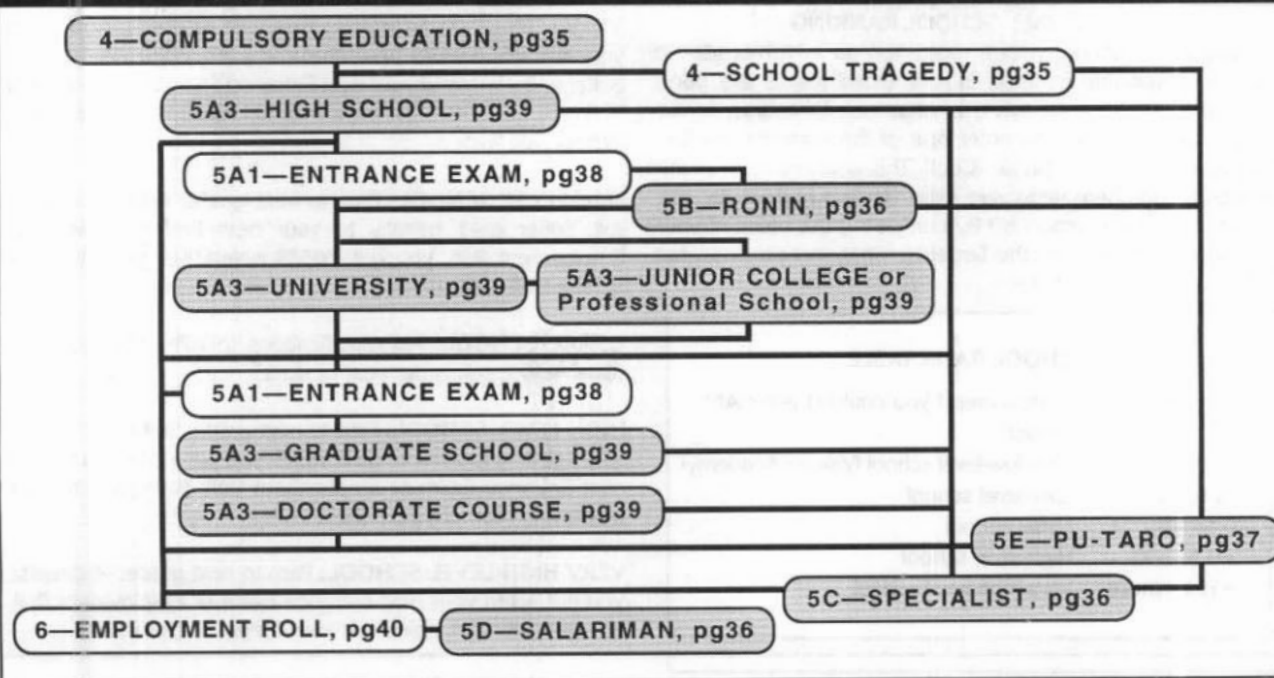 4—COMPULSORY EDUCATION, pg35
4—SCHOOL TRAGEDY, pg35
5A3—HIGH SCHOOL, pg39
5A1—ENTRANCE EXAM, pg38
5B—RONIN, pg36
5A3—UNIVERSITY, pg39
5A3—JUNIOR COLLEGE or
Professional School, pg39
5A1—ENTRANCE EXAM, pg38
5A3—GRADUATE SCHOOL, pg39
5A3—DOCTORATE COURSE, pg39
5E—PU-TARO, pg37
5C—SPECIALIST, pg36
6—EMPLOYMENT ROLL, pg40
5D—SALARIMAN, pg36